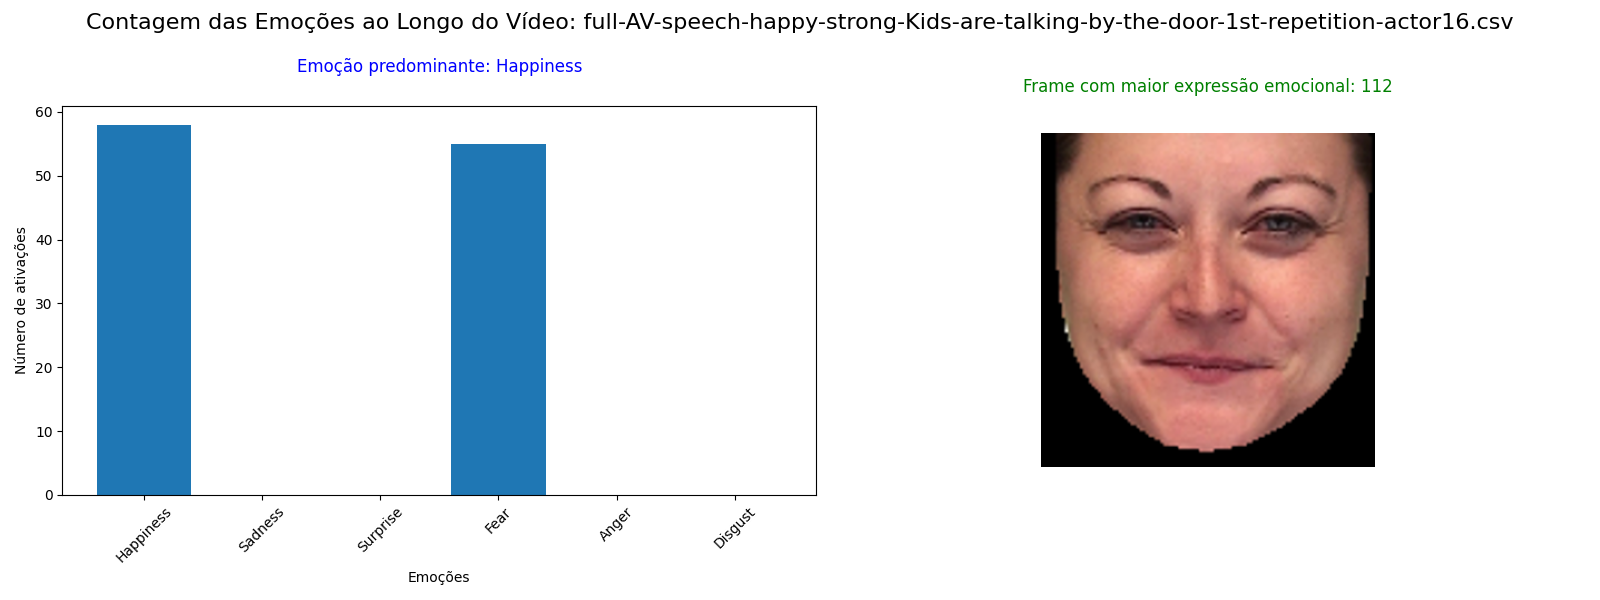 Contagem das Emoções ao Longo do Vídeo: full-AV-speech-happy-strong-Kids-are-talking-by-the-door-1st-repetition-actor16.csv
Emoção predominante: Happiness
Número de ativações
60
50
40
30
20
10
0
Happiness
Sadness
Surprise
Fear
Anger
Disgust
Emoções
Frame com maior expressão emocional: 112